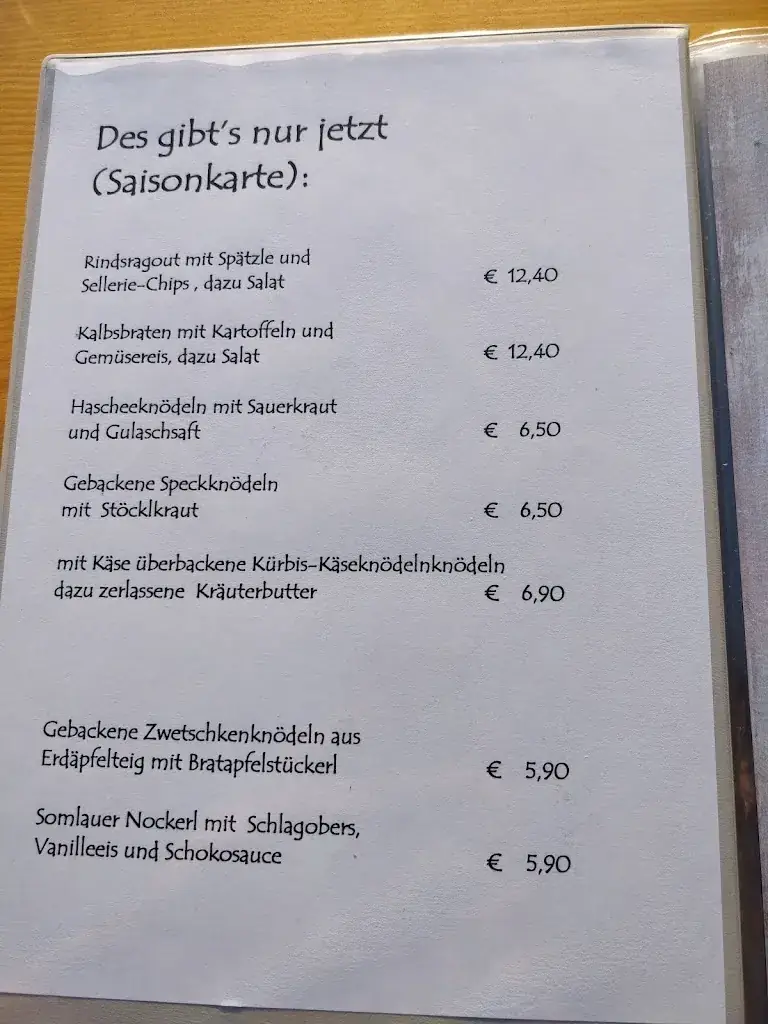 Des gibt's nur jetzt
(Saisonkarte):
Rindsragout mit Spätzle und
Sellerie-Chips , dazu Salat € 12,40
Kalbsbraten mit Kartoffeln und
Gemüsereis, dazu Salat € 12,40
Hascheeknödeln mit Sauerkraut
und Gulaschsaft € 6,50
Gebackene Speckknödeln
mit Stöcklkraut € 6,50
mit Käse überbackene Kürbis-Käseknödelnknödeln
dazu zerlassene Kräuterbutter € 6,90
Gebackene Zwetschkenknödeln aus
Erdäpfelteig mit Bratapfelstückerl € 5,90
Somlauer Nockerl mit Schlagobers,
Vanilleeis und Schokosauce € 5,90